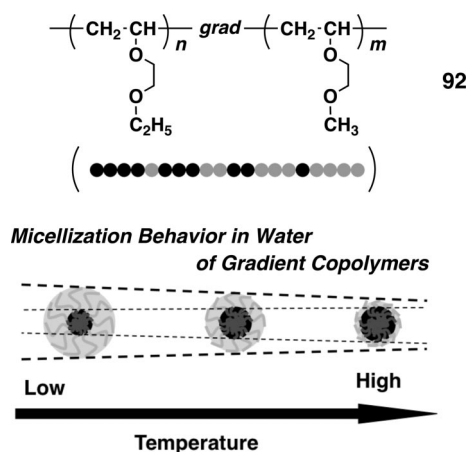 (CH2-CH)n grad (CH2-CH)m
O O
92
O O
C2H5 CH3
Micellization Behavior in Water
of Gradient Copolymers
Low High
Temperature